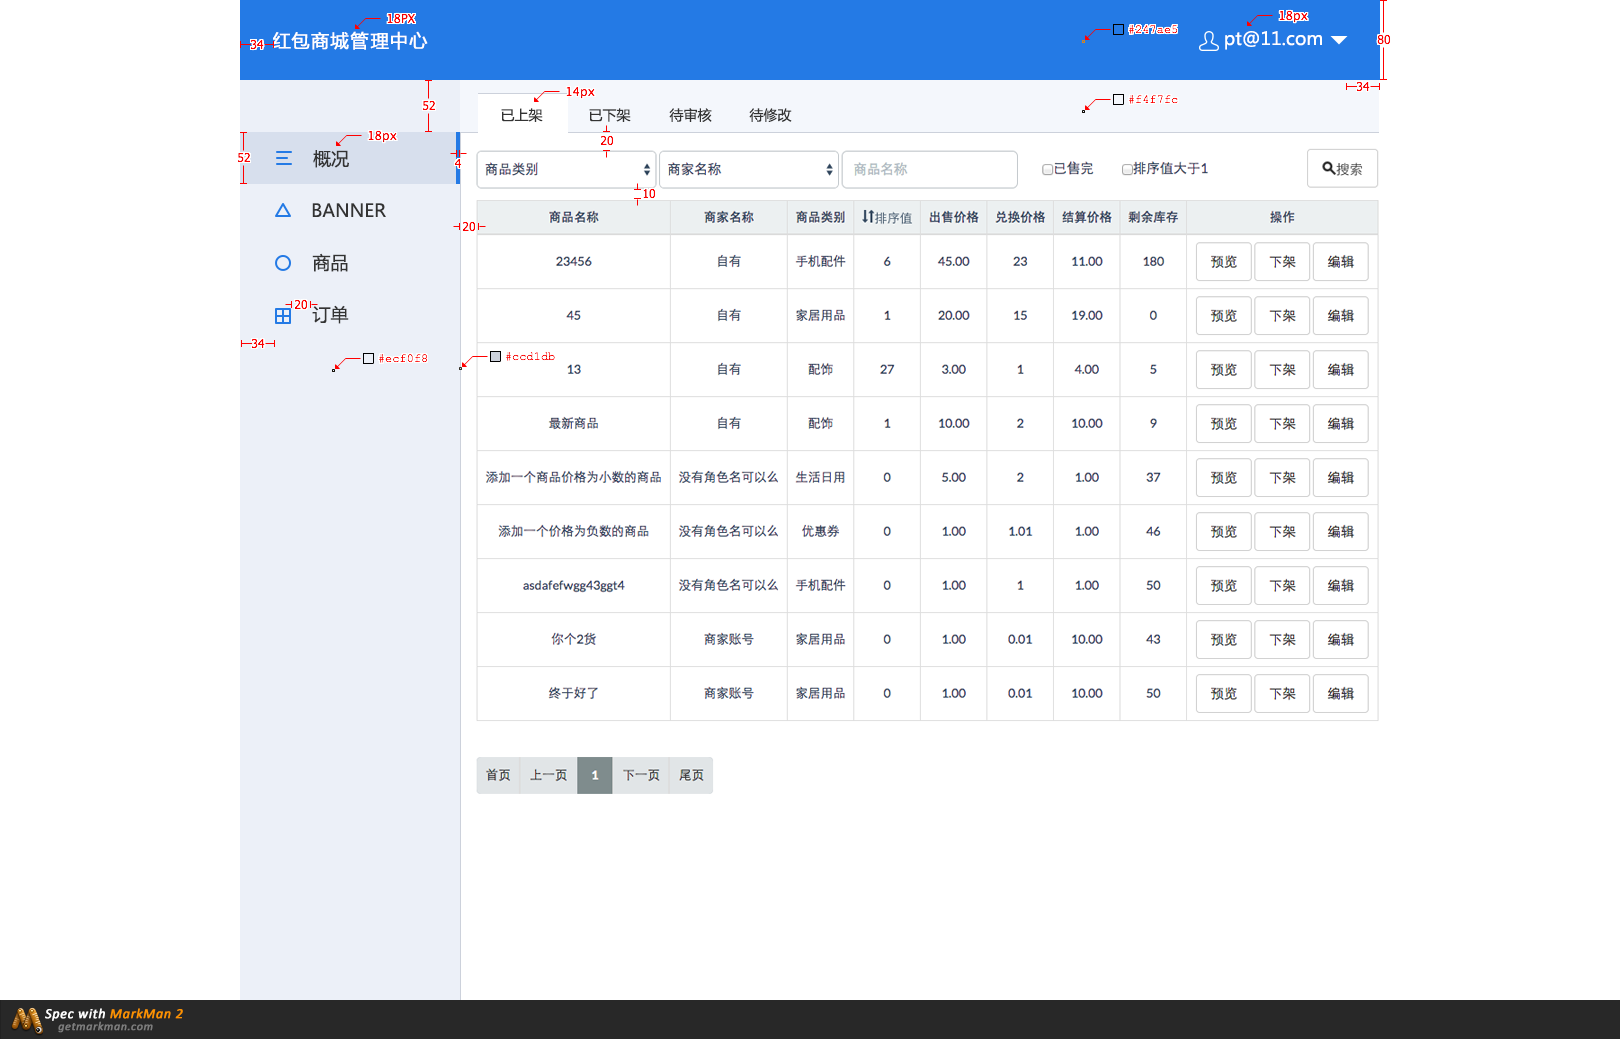 18PX
34
红包商城管理中心
#247ae5
18px
pt@11.com
80
34
52
14px
#f4f7fc
已上架 已下架 待审核 待修改
20
52
18px
4
概况
BANNER
商品
20
订单
34
#ecf0f8
#ccd1db
商品类别 商家名称 商品名称 已售完 排序值大于1 搜索
10
20
商品名称 商家名称 商品类别 排序值 出售价格 兑换价格 结算价格 剩余库存 操作
23456 自有 手机配件 6 45.00 23 11.00 180 预览 下架 编辑
45 自有 家居用品 1 20.00 15 19.00 0 预览 下架 编辑
13 自有 配饰 27 3.00 1 4.00 5 预览 下架 编辑
最新商品 自有 配饰 1 10.00 2 10.00 9 预览 下架 编辑
添加一个商品价格为小数的商品 没有角色名可以么 生活日用 0 5.00 2 1.00 37 预览 下架 编辑
添加一个价格为负数的商品 没有角色名可以么 优惠券 0 1.00 1.01 1.00 46 预览 下架 编辑
asdafefwgg43ggt4 没有角色名可以么 手机配件 0 1.00 1 1.00 50 预览 下架 编辑
你个2货 商家账号 家居用品 0 1.00 0.01 10.00 43 预览 下架 编辑
终于好了 商家账号 家居用品 0 1.00 0.01 10.00 50 预览 下架 编辑
首页 上一页 1 下一页 尾页
Spec with MarkMan 2
getmarkman.com